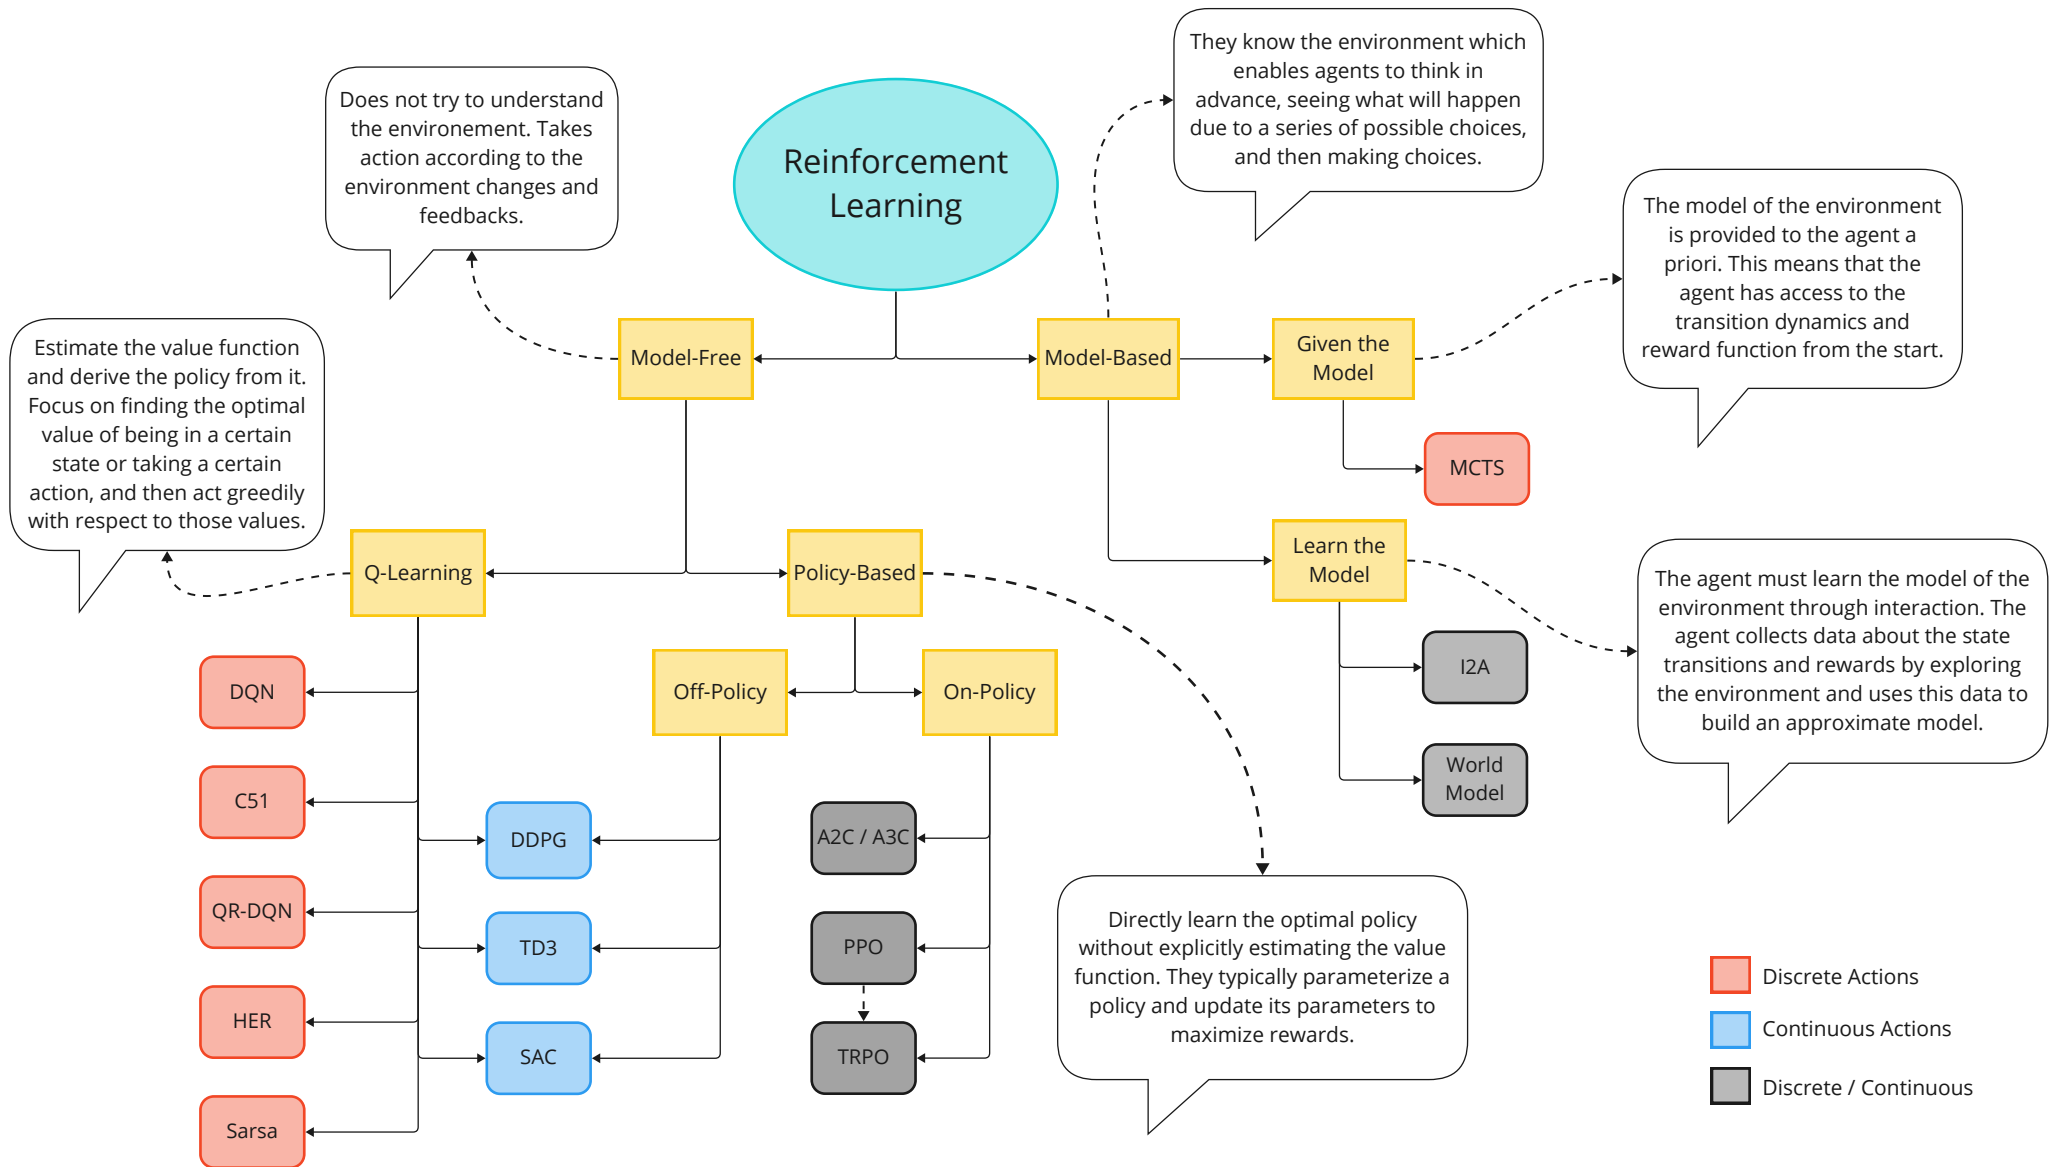 They know the environment which
enables agents to think in
advance, seeing what will happen
due to a series of possible choices,
and then making choices.
Does not try to understand
the environement. Takes
action according to the
environment changes and
feedbacks.
Reinforcement
Learning
The model of the environment
is provided to the agent a
priori. This means that the
agent has access to the
transition dynamics and
reward function from the start.
Estimate the value function
and derive the policy from it.
Focus on finding the optimal
value of being in a certain
state or taking a certain
action, and then act greedily
with respect to those values.
Model-Free
Model-Based
Given the
Model
MCTS
Q-Learning
Policy-Based
Learn the
Model
The agent must learn the model of the
environment through interaction. The
agent collects data about the state
transitions and rewards by exploring
the environment and uses this data to
build an approximate model.
Off-Policy
On-Policy
I2A
World
Model
DQN
C51
QR-DQN
HER
Sarsa
DDPG
TD3
SAC
A2C / A3C
PPO
TRPO
Directly learn the optimal policy
without explicitly estimating the value
function. They typically parameterize a
policy and update its parameters to
maximize rewards.
Discrete Actions
Continuous Actions
Discrete / Continuous